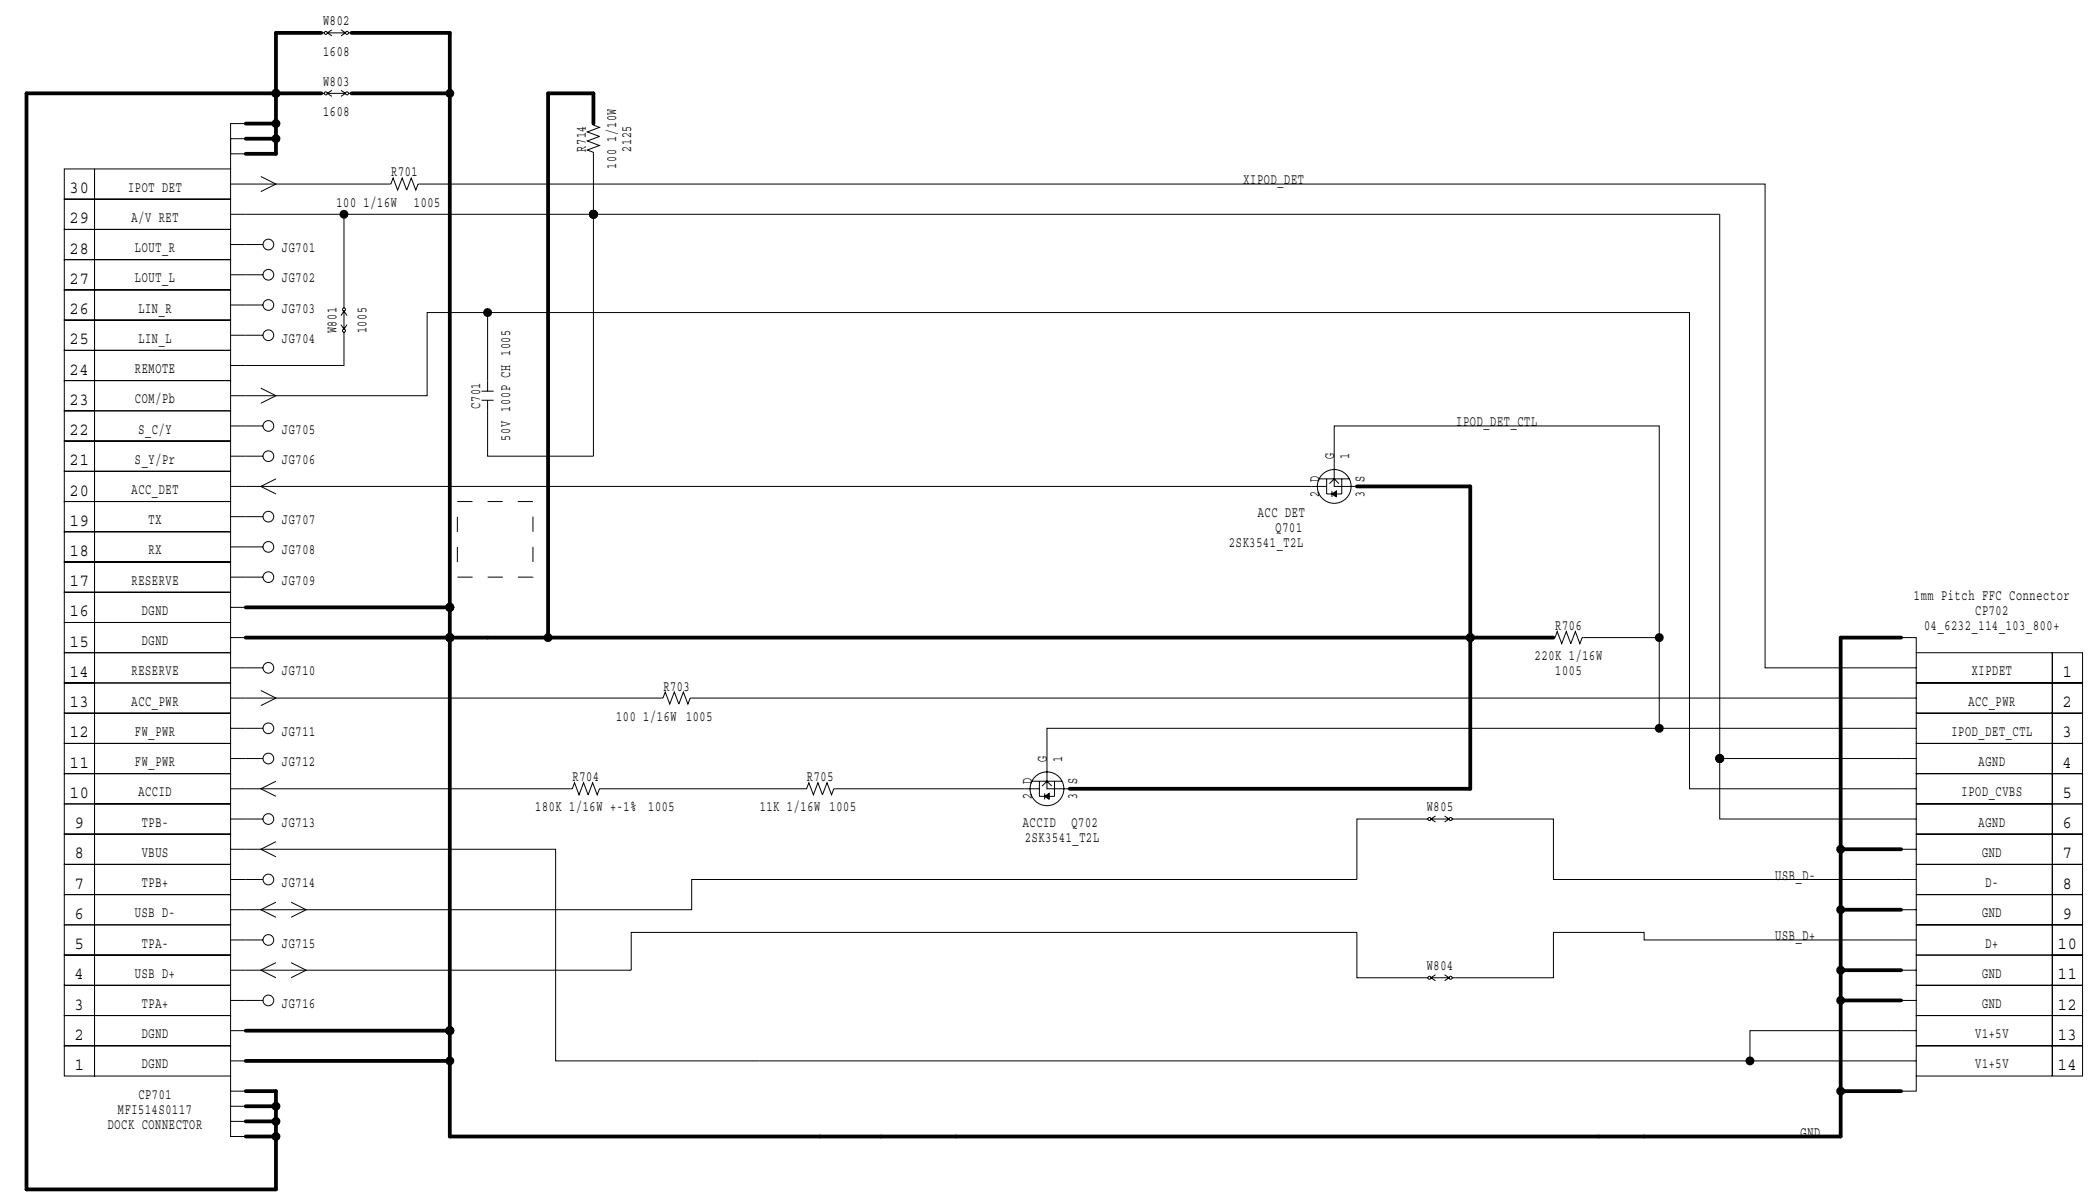 W802
1608
W803
1608
R714
100 1/10W
2125
R701
100 1/16W 1005
XIPOD_DET
30 IPOT DET
29 A/V RET
28 LOUT_R JG701
27 LOUT_L JG702
26 LIN_R JG703
25 LIN_L JG704
24 REMOTE
23 COM/Pb
22 S_C/Y JG705
21 S_Y/Pr JG706
20 ACC_DET
19 TX JG707
18 RX JG708
17 RESERVE JG709
16 DGND
15 DGND
14 RESERVE JG710
13 ACC_PWR
12 FW_PWR JG711
11 FW_PWR JG712
10 ACCID
9 TPB- JG713
8 VBUS
7 TPB+ JG714
6 USB D-
5 TPA- JG715
4 USB D+
3 TPA+ JG716
2 DGND
1 DGND
CP701
MFI514S0117
DOCK CONNECTOR
W801
1005
C701
50V 100P CH 1005
IPOD_DET_CTL
G 1
2 D
3 S
ACC DET
Q701
2SK3541_T2L
R706
220K 1/16W
1005
R703
100 1/16W 1005
R704
180K 1/16W +-1% 1005
R705
11K 1/16W 1005
G 1
2 D
3 S
ACCID Q702
2SK3541_T2L
W805
USB_D-
USB_D+
W804
GND
1mm Pitch FFC Connector
CP702
04_6232_114_103_800+
XIPDET 1
ACC_PWR 2
IPOD_DET_CTL 3
AGND 4
IPOD_CVBS 5
AGND 6
GND 7
D- 8
GND 9
D+ 10
GND 11
GND 12
V1+5V 13
V1+5V 14